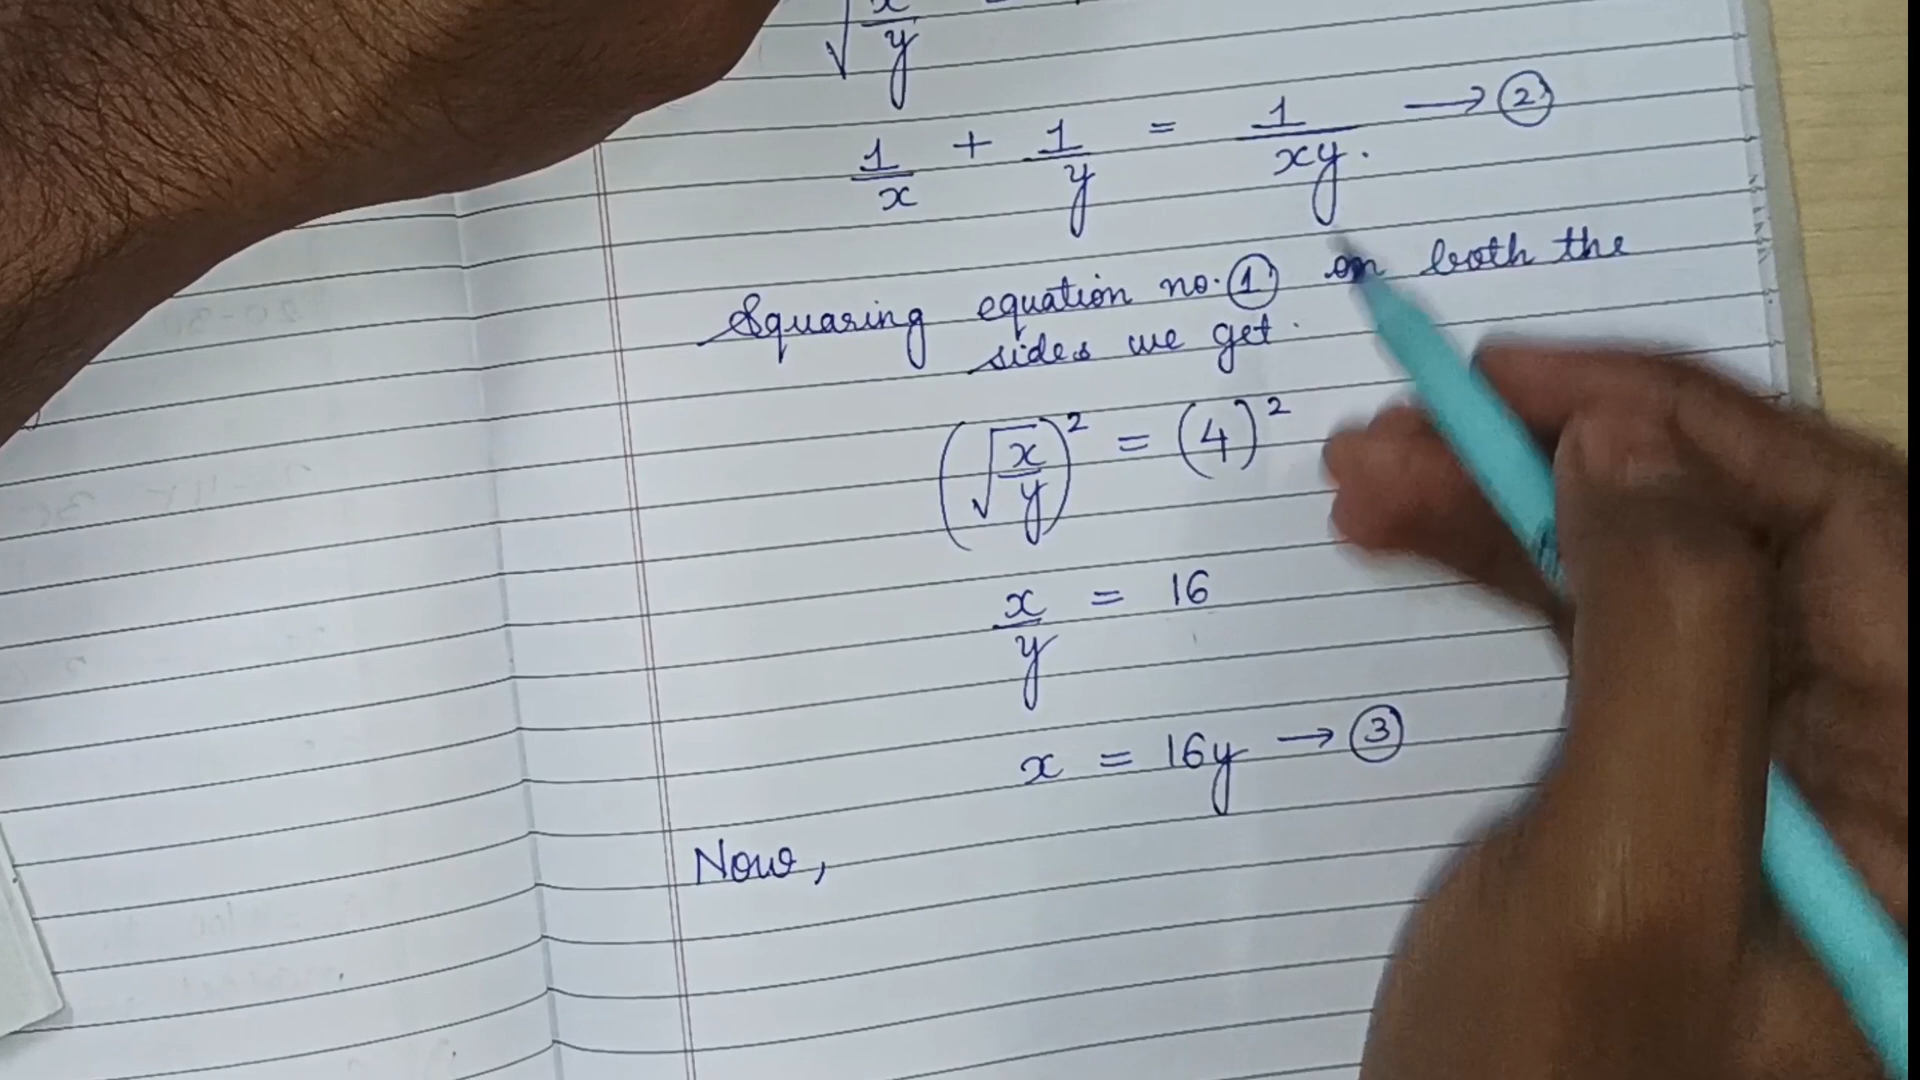 √x/y
1/x + 1/y = 1/xy. → ②
Squaring equation no. ① on both the
sides we get.
(√x/y)² = (4)²
x/y = 16
x = 16y → ③
Now,